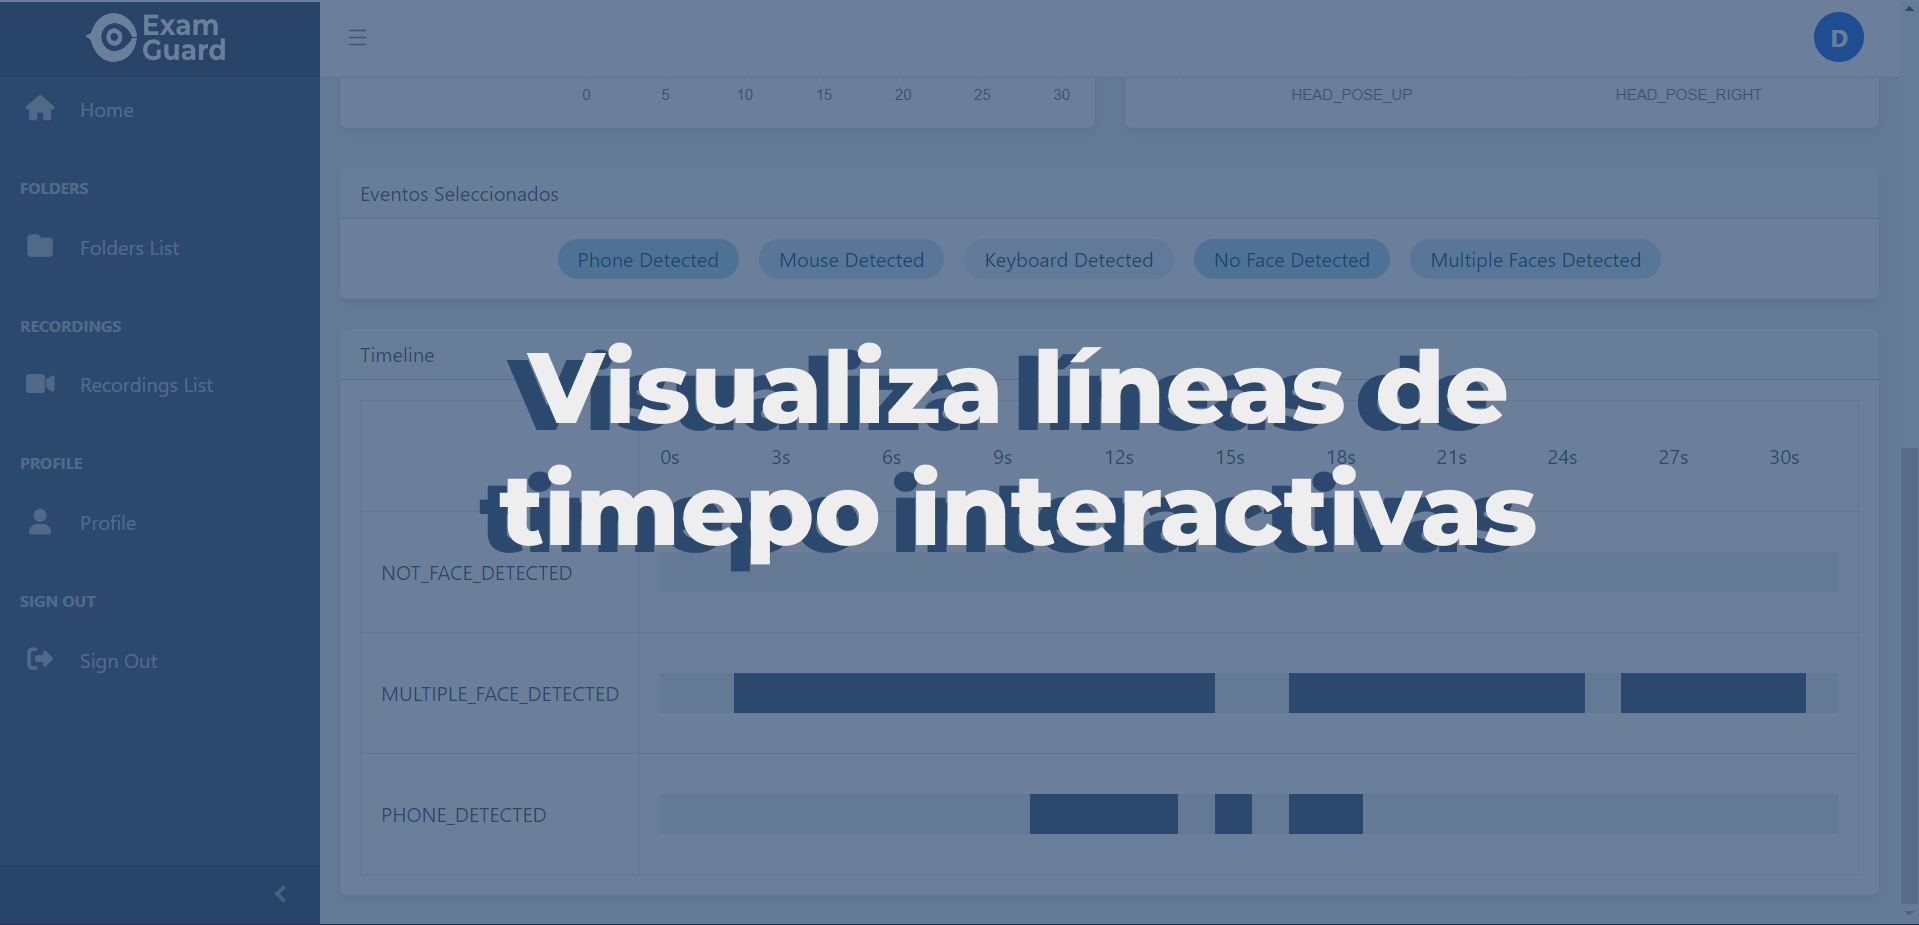 Exam
Guard
D
Home
FOLDERS
Folders List
RECORDINGS
Recordings List
PROFILE
Profile
SIGN OUT
Sign Out
0 5 10 15 20 25 30
HEAD_POSE_UP HEAD_POSE_RIGHT
Eventos Seleccionados
Phone Detected Mouse Detected Keyboard Detected No Face Detected Multiple Faces Detected
Timeline
Visualiza líneas de
timepo interactivas
0s 3s 6s 9s 12s 15s 18s 21s 24s 27s 30s
NOT_FACE_DETECTED
MULTIPLE_FACE_DETECTED
PHONE_DETECTED